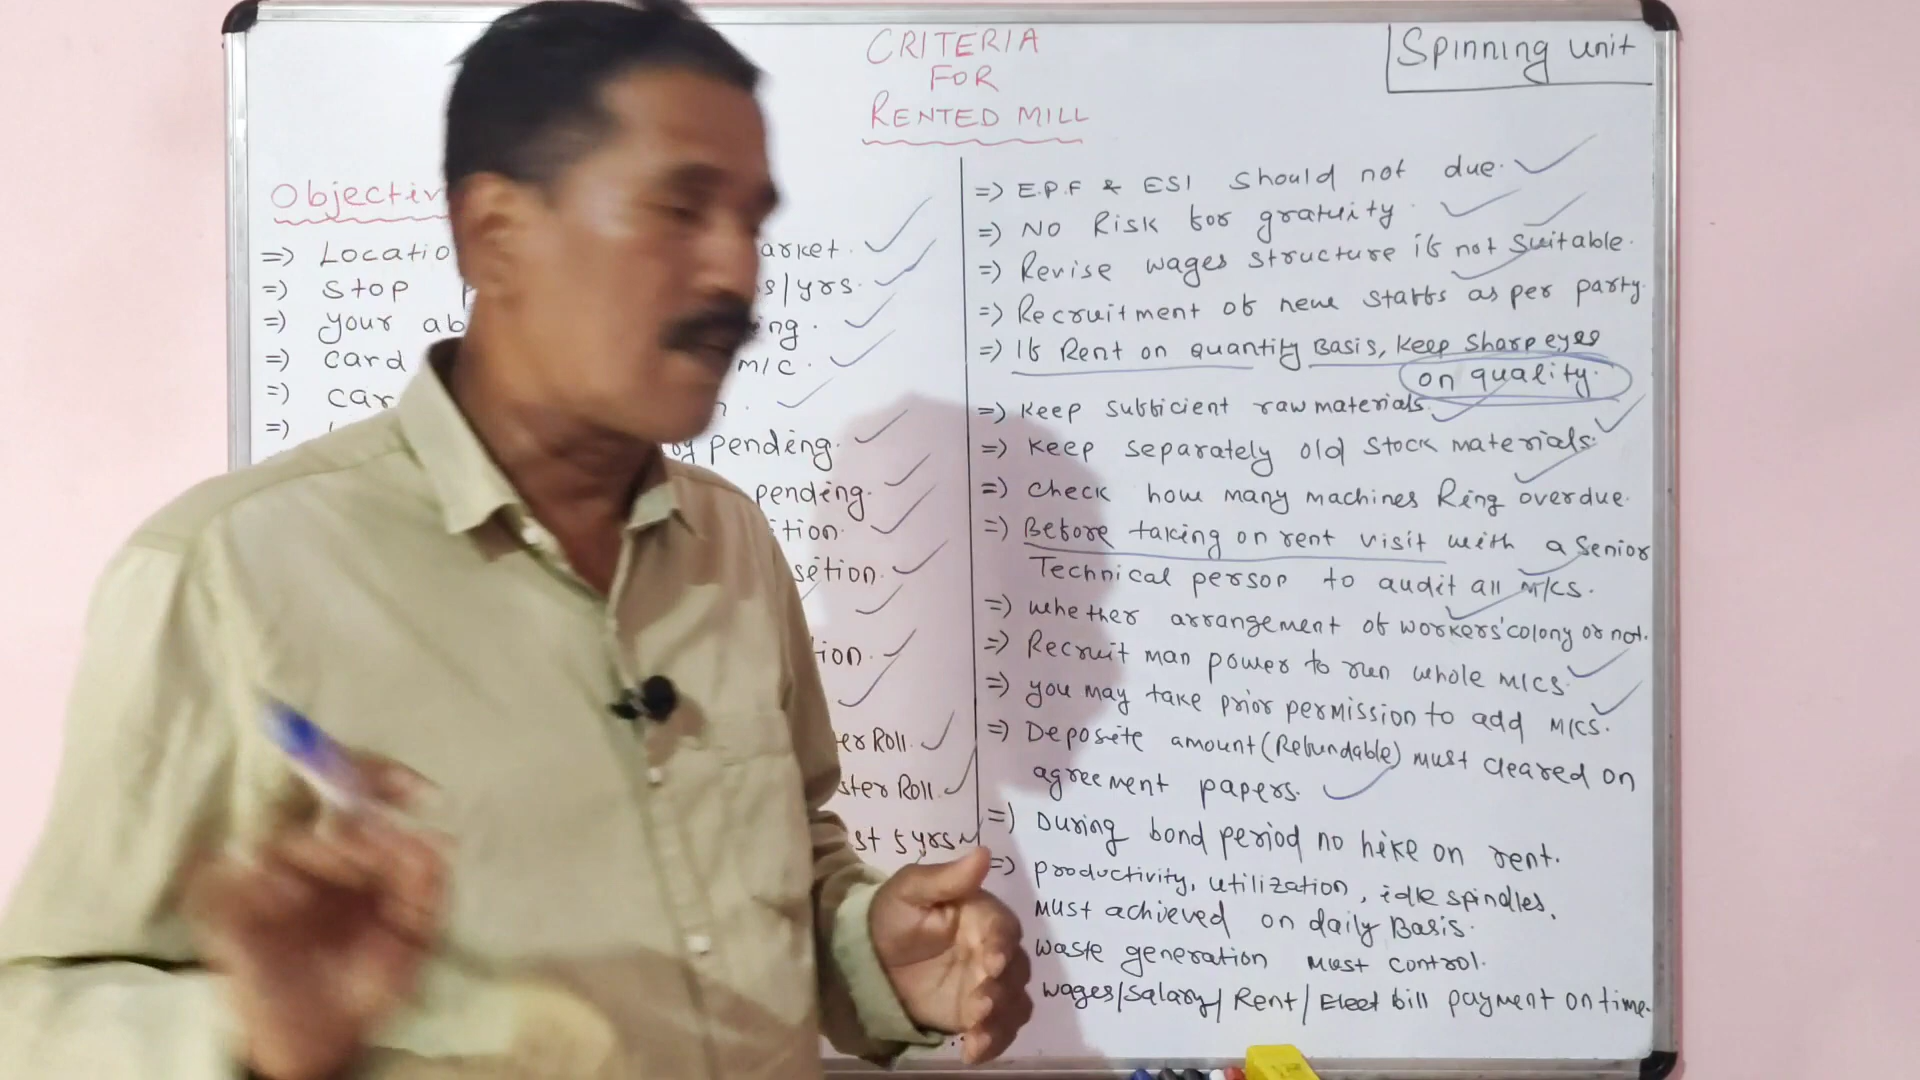 CRITERIA
FOR
RENTED MILL
Spinning unit
Objectiv
=) Locatio arket.
=) Stop s/yrs.
=) your ab ing.
=) card m/c.
=) car
=)
pending.
pending.
ition.
setion.
tion.
er Roll.
ster Roll.
st 5 yrs
=) E.P.F & ESI should not due.
=) No Risk for gratuity.
=) Revise wages structure if not suitable.
=) Recruitment of new staffs as per party.
=) If Rent on quantity Basis, keep sharp eyes
on quality.
=) keep sufficient raw materials.
=) keep separately old stock materials.
=) check how many machines Ring overdue.
=) Before taking on rent visit with a senior
Technical person to audit all M/CS.
=) whether arrangement of workers' colony or not.
=) Recruit man power to run whole M/CS.
=) you may take prior permission to add M/CS.
=) Deposite amount (Refundable) must cleared on
agreement papers.
=) During bond period no hike on rent.
=) productivity, utilization, idle spindles,
must achieved on daily Basis.
waste generation must control.
wages/salary/Rent/Elect bill payment on time.